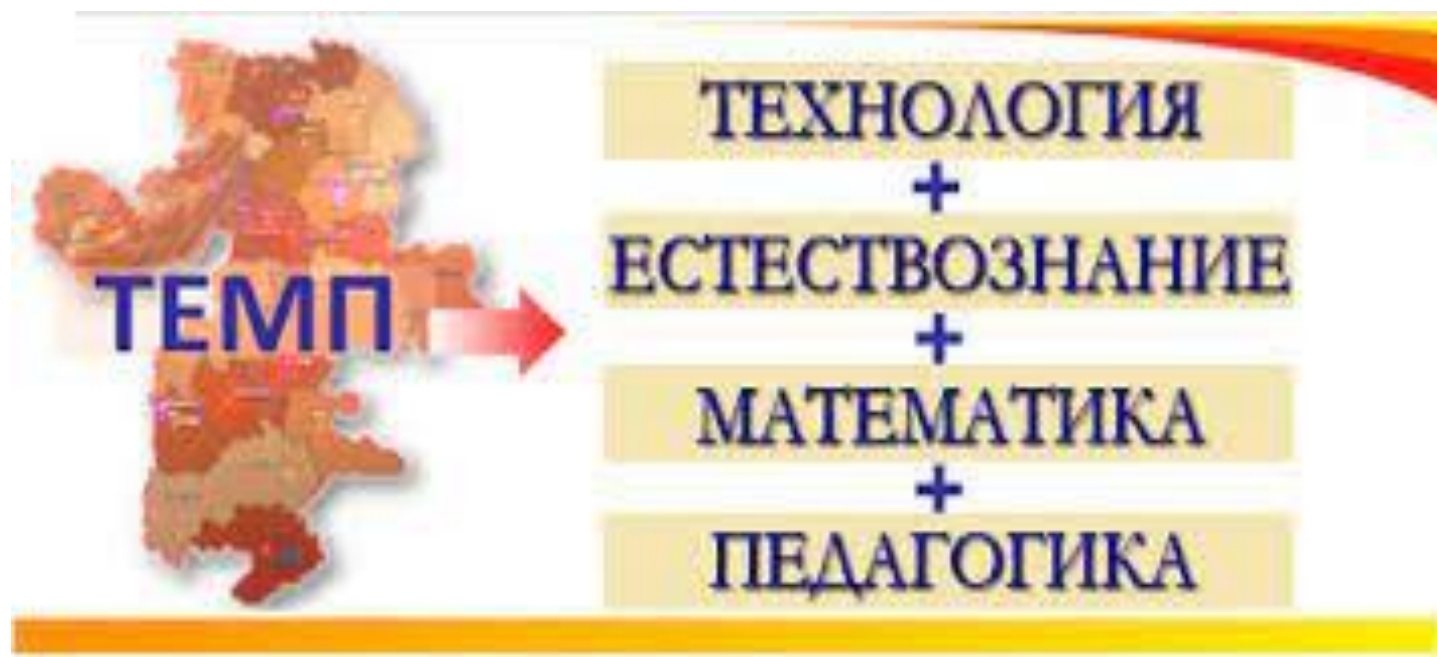 ТЕМП
ТЕХНОЛОГИЯ
+
ЕСТЕСТВОЗНАНИЕ
+
МАТЕМАТИКА
+
ПЕДАГОГИКА